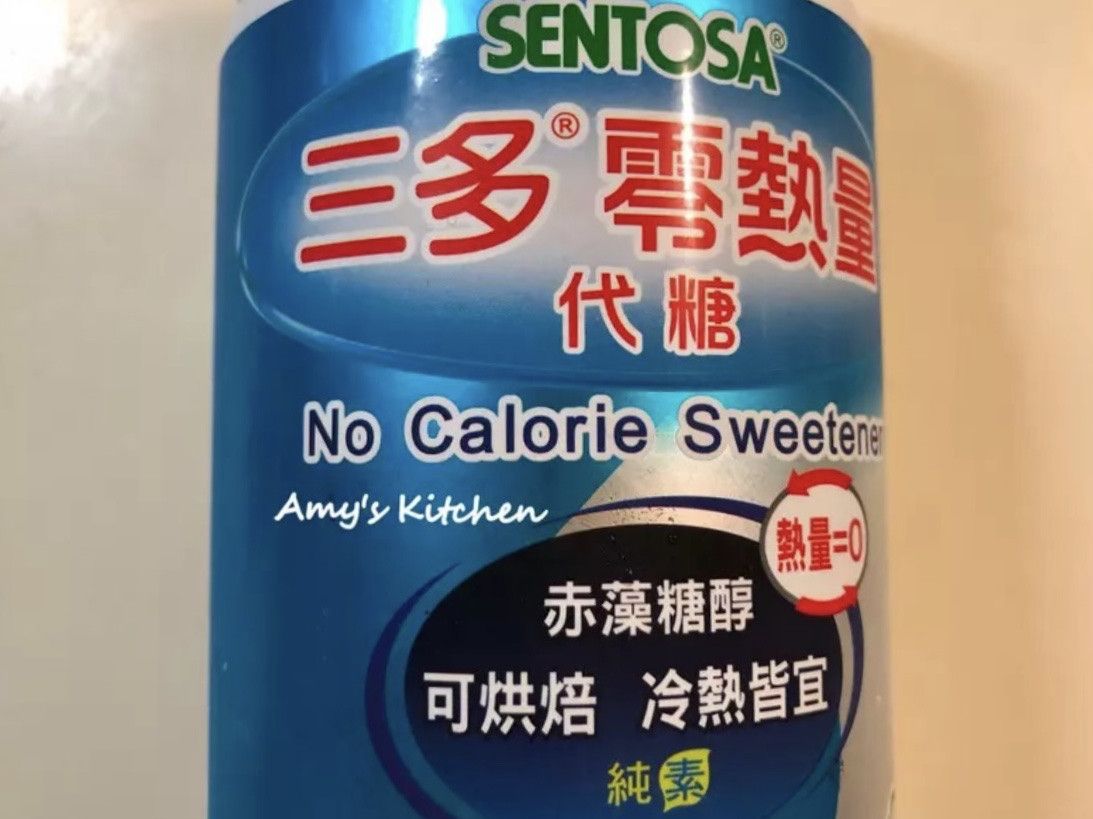 SENTOSA®
三多®零熱量
代糖
No Calorie Sweetener
Amy's Kitchen
熱量=0
赤藻糖醇
可烘焙 冷熱皆宜
純素